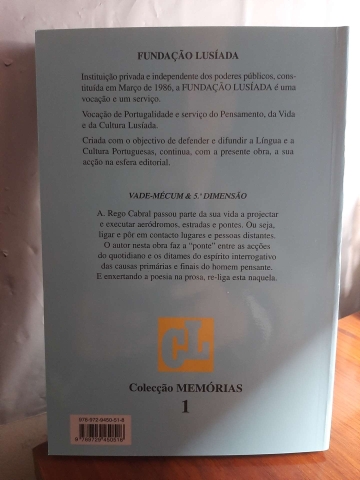 FUNDAÇÃO LUSÍADA
Instituição privada e independente dos poderes públicos, cons-
tituída em Março de 1986, a FUNDAÇÃO LUSÍADA é uma
vocação e um serviço.
Vocação de Portugalidade e serviço do Pensamento, da Vida
e da Cultura Lusíada.
Criada com o objectivo de defender e difundir a Língua e a
Cultura Portuguesas, continua, com a presente obra, a sua
acção na esfera editorial.
VADE-MÉCUM & 5.ª DIMENSÃO
A. Rego Cabral passou parte da sua vida a projectar
e executar aeródromos, estradas e pontes. Ou seja,
ligar e pôr em contacto lugares e pessoas distantes.
O autor nesta obra faz a “ponte” entre as acções
do quotidiano e os ditames do espírito interrogativo
das causas primárias e finais do homem pensante.
E enxertando a poesia na prosa, re-liga esta naquela.
CL
Colecção MEMÓRIAS
1